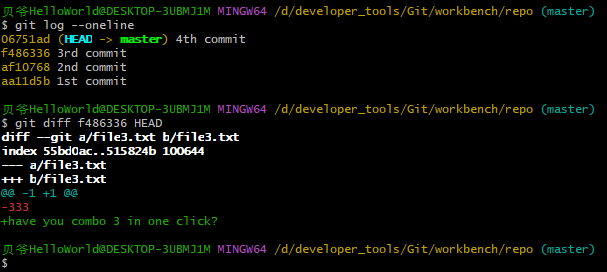 贝爷HelloWorld@DESKTOP-3UBMJ1M MINGW64 /d/developer_tools/Git/workbench/repo (master)
$ git log --oneline
06751ad (HEAD -> master) 4th commit
f486336 3rd commit
af10768 2nd commit
aa11d5b 1st commit
贝爷HelloWorld@DESKTOP-3UBMJ1M MINGW64 /d/developer_tools/Git/workbench/repo (master)
$ git diff f486336 HEAD
diff --git a/file3.txt b/file3.txt
index 55bd0ac..515824b 100644
--- a/file3.txt
+++ b/file3.txt
@@ -1 +1 @@
-333
+have you combo 3 in one click?
贝爷HelloWorld@DESKTOP-3UBMJ1M MINGW64 /d/developer_tools/Git/workbench/repo (master)
$